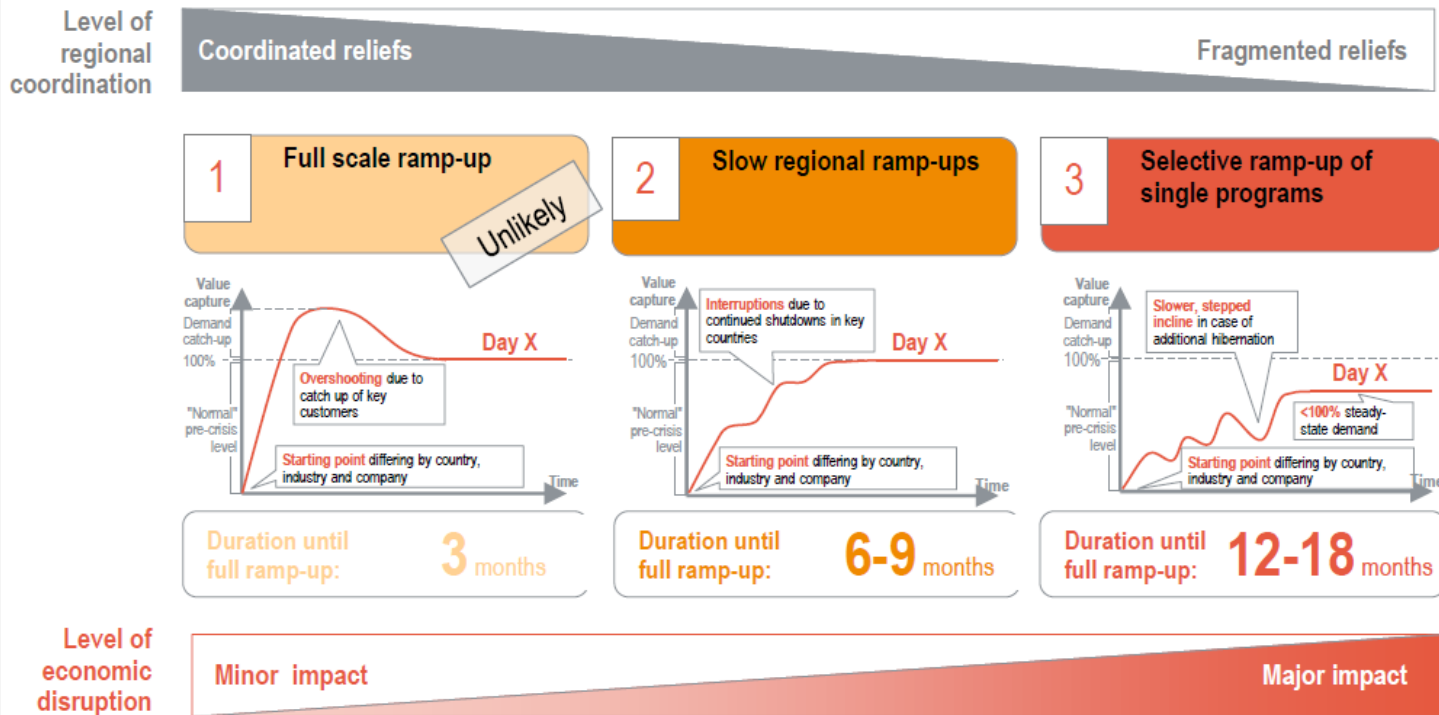 Level of
regional
coordination
Coordinated reliefs
Fragmented reliefs
1
Full scale ramp-up
Unlikely
2
Slow regional ramp-ups
3
Selective ramp-up of
single programs
Value
capture
Demand
catch-up
100%
"Normal"
pre-crisis
level
Day X
Overshooting due to
catch up of key
customers
Starting point differing by country,
industry and company
Time
Value
capture
Demand
catch-up
100%
"Normal"
pre-crisis
level
Interruptions due to
continued shutdowns in key
countries
Day X
Starting point differing by country,
industry and company
Time
Value
capture
Demand
catch-up
100%
"Normal"
pre-crisis
level
Slower, stepped
incline in case of
additional hibernation
Day X
<100% steady-
state demand
Starting point differing by country,
industry and company
Time
Duration until
full ramp-up:
3 months
Duration until
full ramp-up:
6-9 months
Duration until
full ramp-up:
12-18 months
Level of
economic
disruption
Minor impact
Major impact